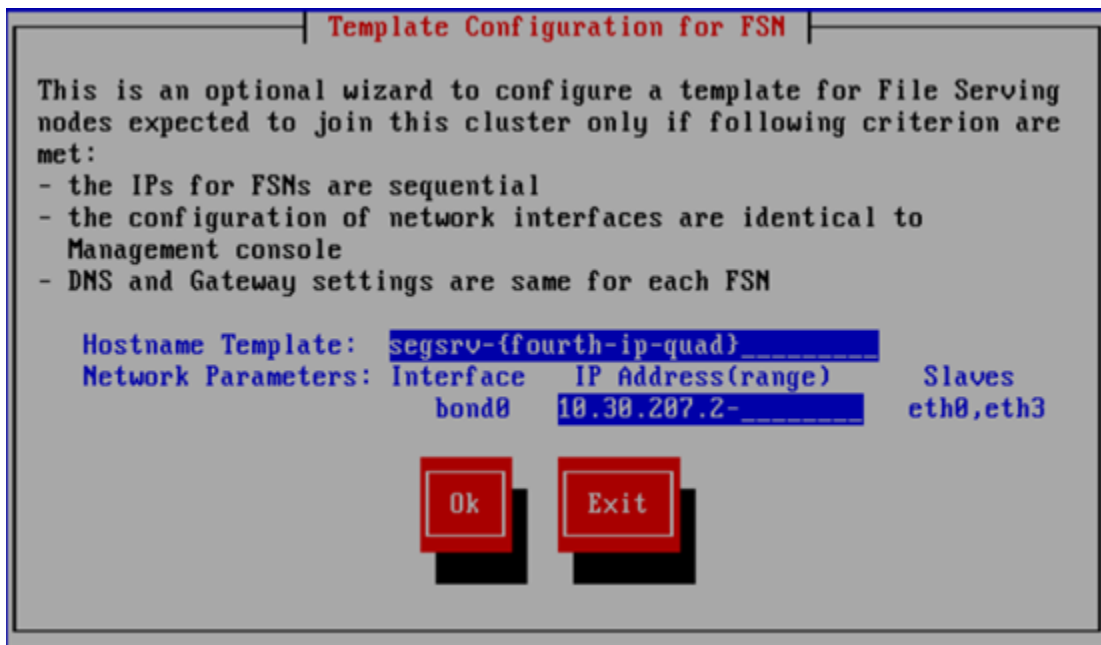 Template Configuration for FSN
This is an optional wizard to configure a template for File Serving
nodes expected to join this cluster only if following criterion are
met:
- the IPs for FSNs are sequential
- the configuration of network interfaces are identical to
Management console
- DNS and Gateway settings are same for each FSN
Hostname Template: segsrv-{fourth-ip-quad}_________
Network Parameters: Interface IP Address(range) Slaves
bond0 10.30.207.2-________ eth0,eth3
Ok Exit